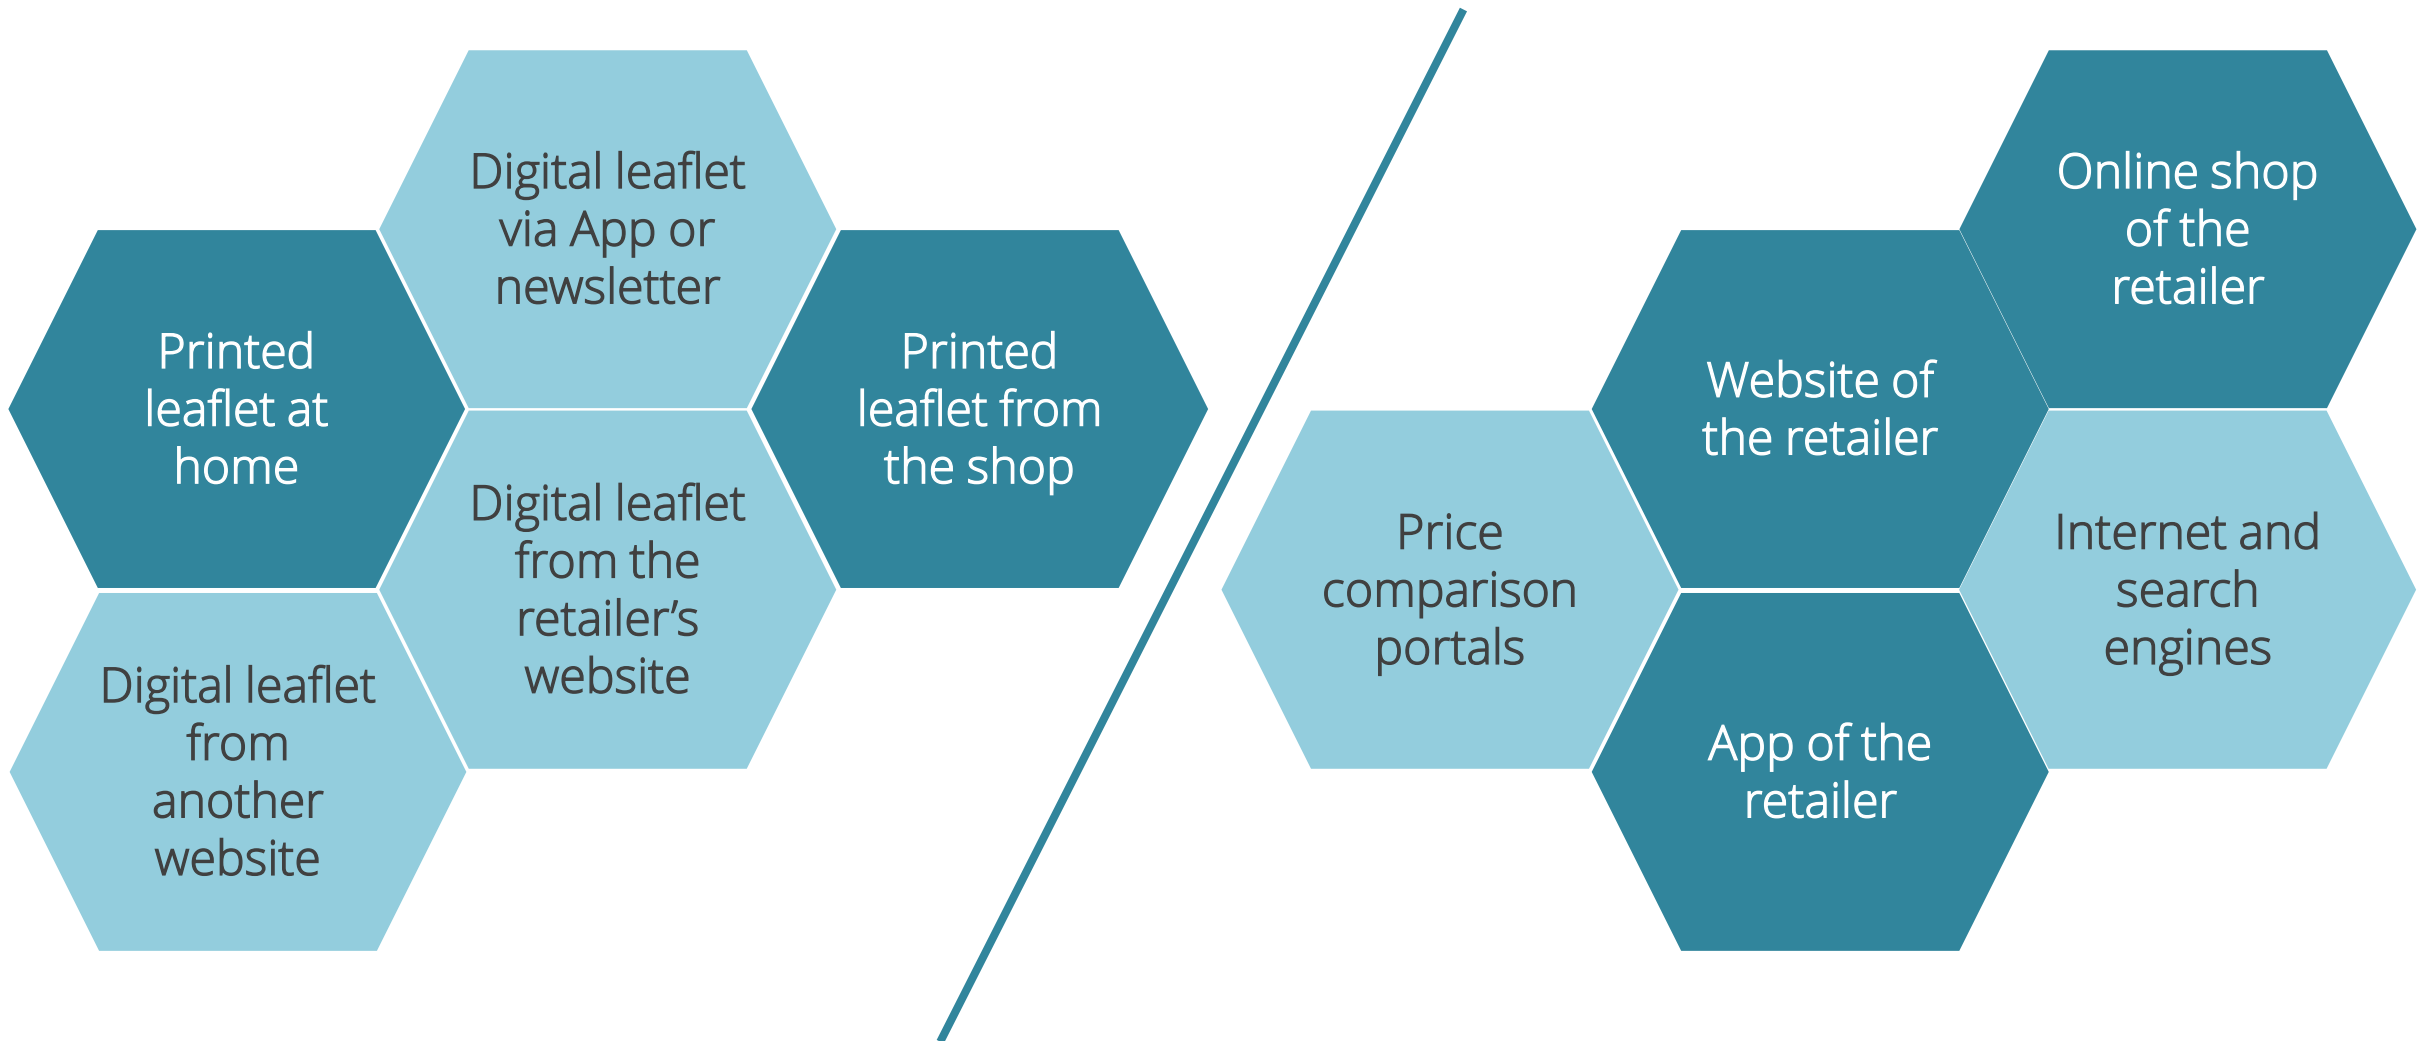 Digital leaflet
via App or
newsletter
Printed
leaflet at
home
Printed
leaflet from
the shop
Digital leaflet
from the
retailer’s
website
Digital leaflet
from
another
website
Online shop
of the
retailer
Website of
the retailer
Price
comparison
portals
Internet and
search
engines
App of the
retailer